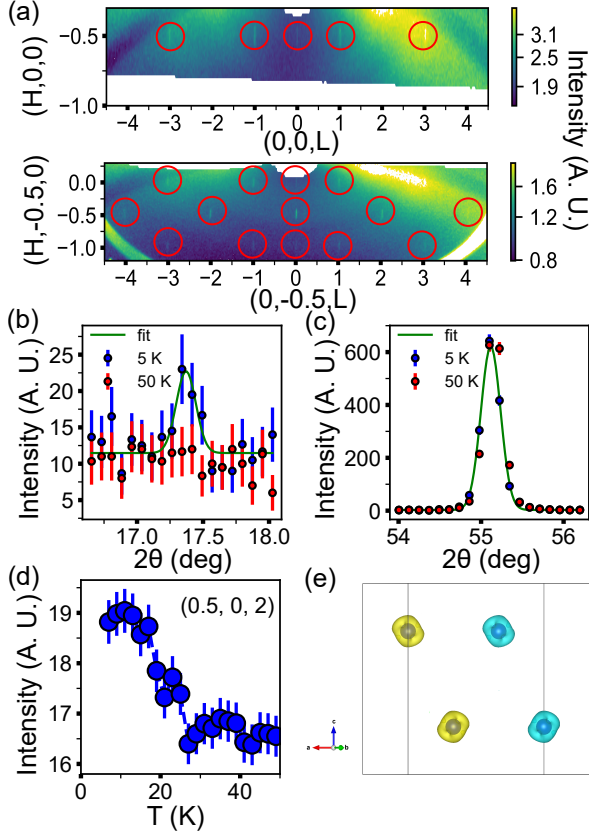 (a)
(H,0,0)
−0.5
−1.0
−4 −3 −2 −1 0 1 2 3 4
(0,0,L)
3.1
2.5
1.9
Intensity (A. U.)
(H,-0.5,0)
0.0
−0.5
−1.0
−4 −3 −2 −1 0 1 2 3 4
(0,-0.5,L)
1.6
1.2
0.8
(b)
Intensity (A. U.)
25
20
15
10
5
fit
5 K
50 K
17.0 17.5 18.0
2θ (deg)
(c)
Intensity (A. U.)
600
400
200
0
fit
5 K
50 K
54 55 56
2θ (deg)
(d)
Intensity (A. U.)
19
18
17
16
(0.5, 0, 2)
0 20 40
T (K)
(e)
c
a
b